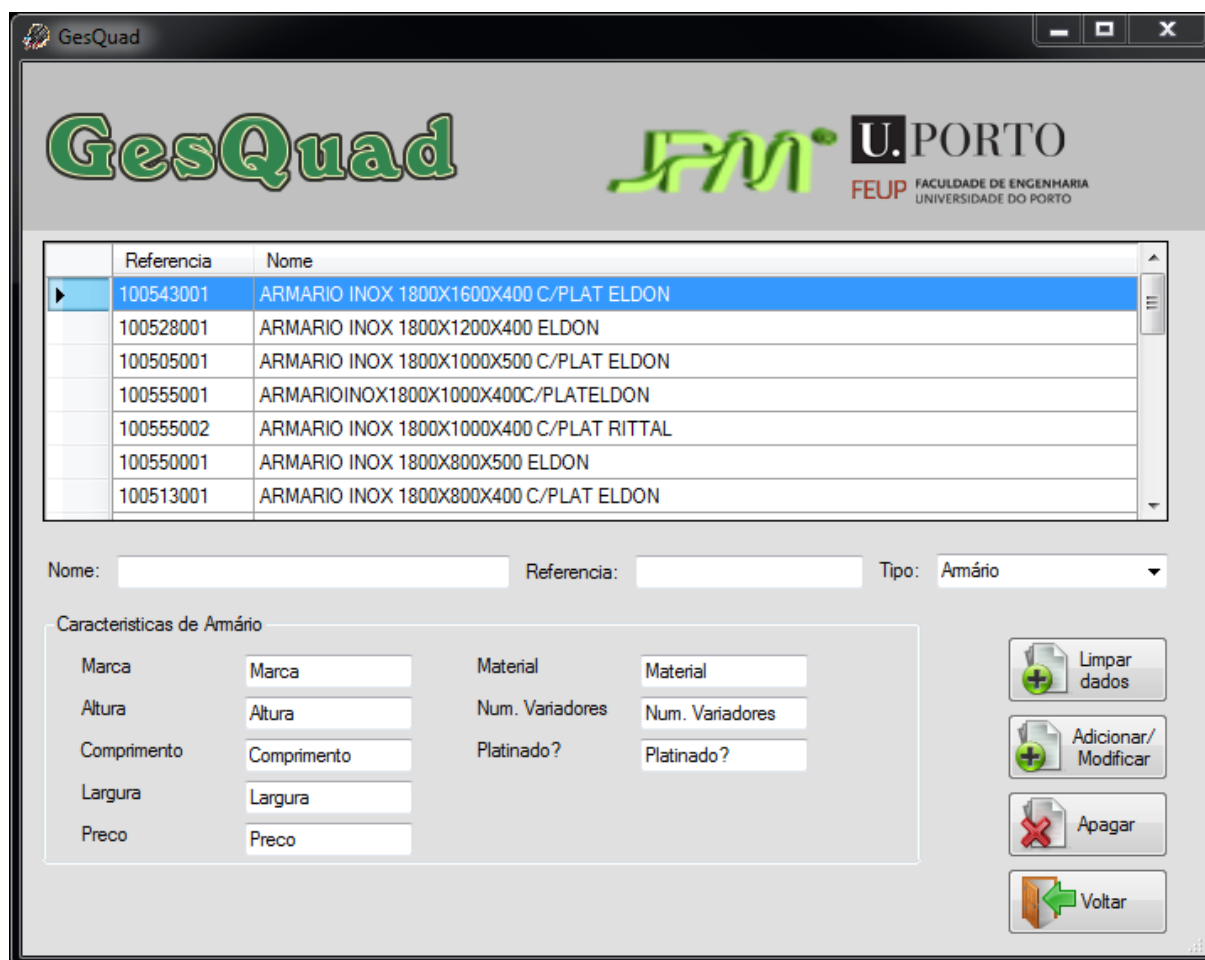 GesQuad
GesQuad
JPM
U.PORTO
FEUP FACULDADE DE ENGENHARIA
UNIVERSIDADE DO PORTO
Referencia Nome
100543001 ARMARIO INOX 1800X1600X400 C/PLAT ELDON
100528001 ARMARIO INOX 1800X1200X400 ELDON
100505001 ARMARIO INOX 1800X1000X500 C/PLAT ELDON
100555001 ARMARIOINOX1800X1000X400C/PLATELDON
100555002 ARMARIO INOX 1800X1000X400 C/PLAT RITTAL
100550001 ARMARIO INOX 1800X800X500 ELDON
100513001 ARMARIO INOX 1800X800X400 C/PLAT ELDON
Nome: Referencia: Tipo: Armário
Caracteristicas de Armário
Marca Marca Material Material
Altura Altura Num. Variadores Num. Variadores
Comprimento Comprimento Platinado? Platinado?
Largura Largura
Preco Preco
Limpar
dados
Adicionar/
Modificar
Apagar
Voltar